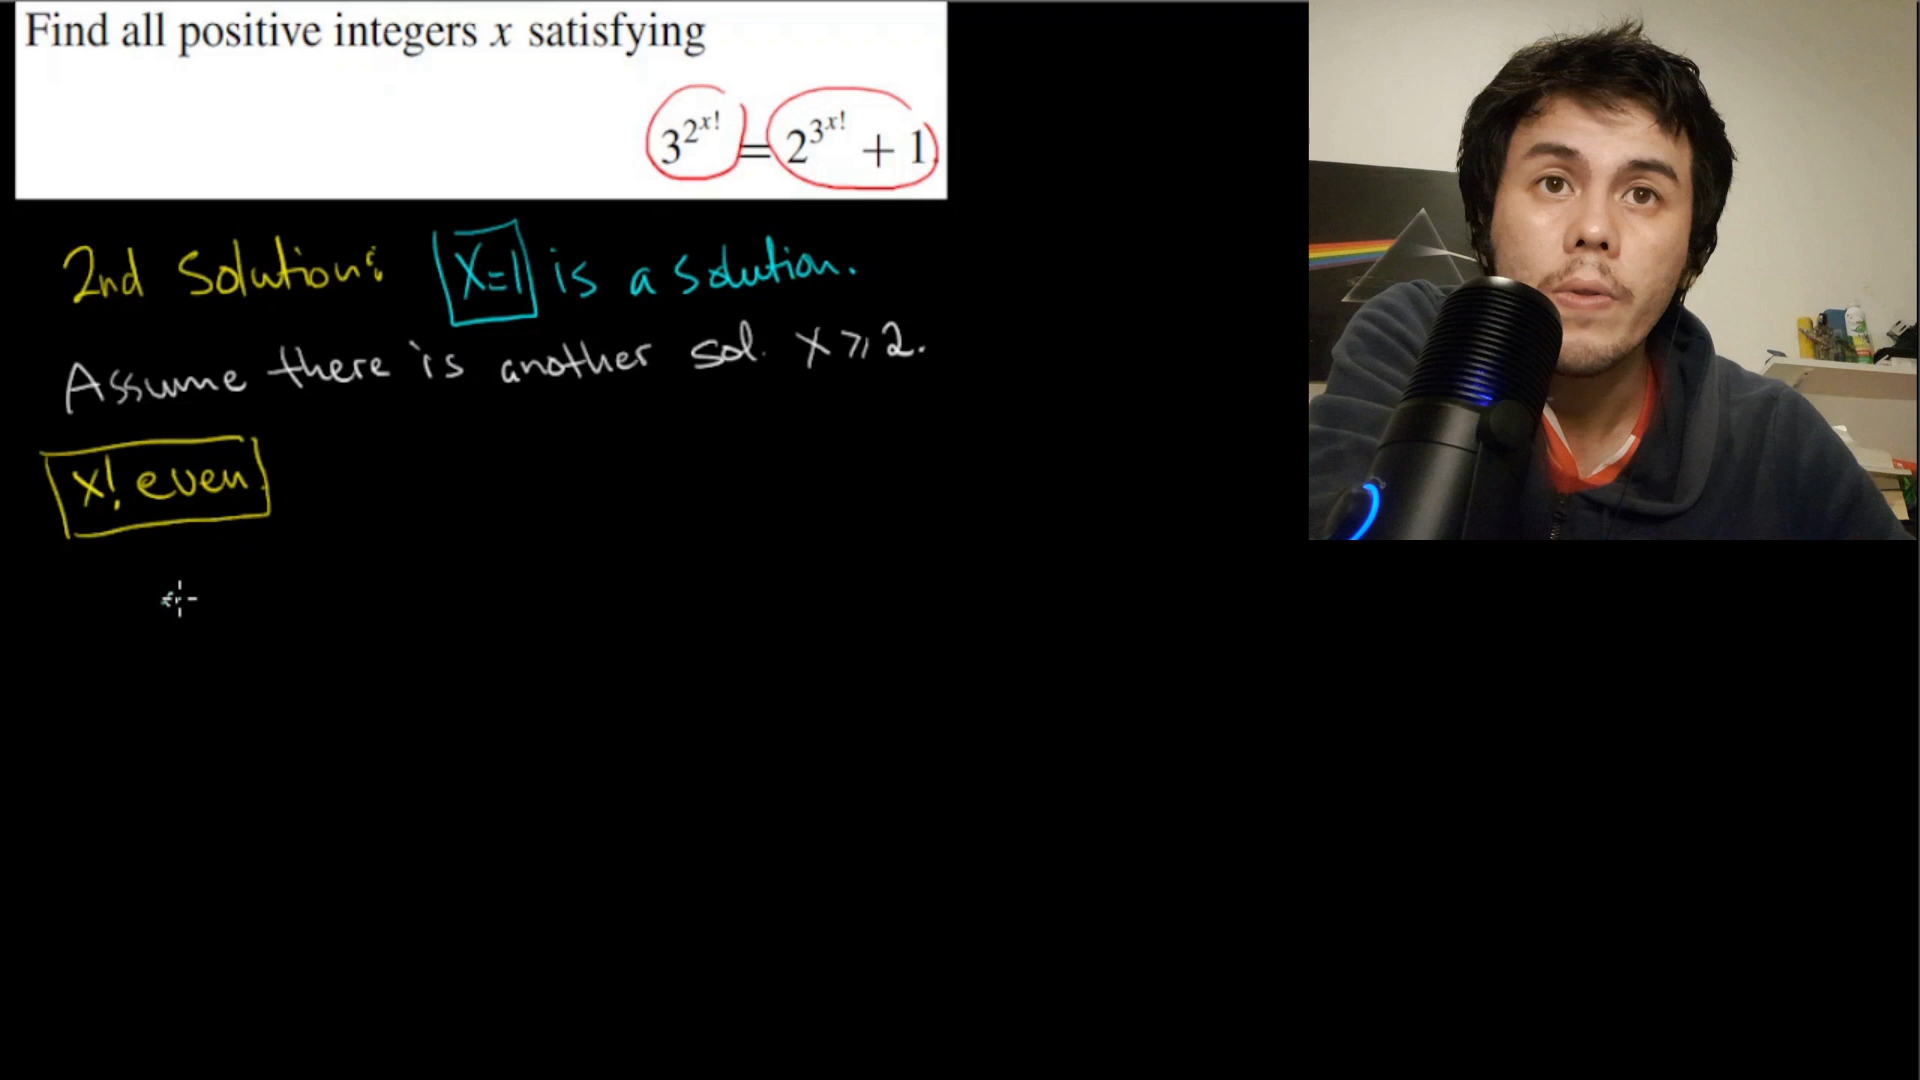 Find all positive integers x satisfying
3^{2^{x!}} = 2^{3^{x!}} + 1.
2nd Solution: x=1 is a solution.
Assume there is another sol. x ⩾ 2.
x! even.